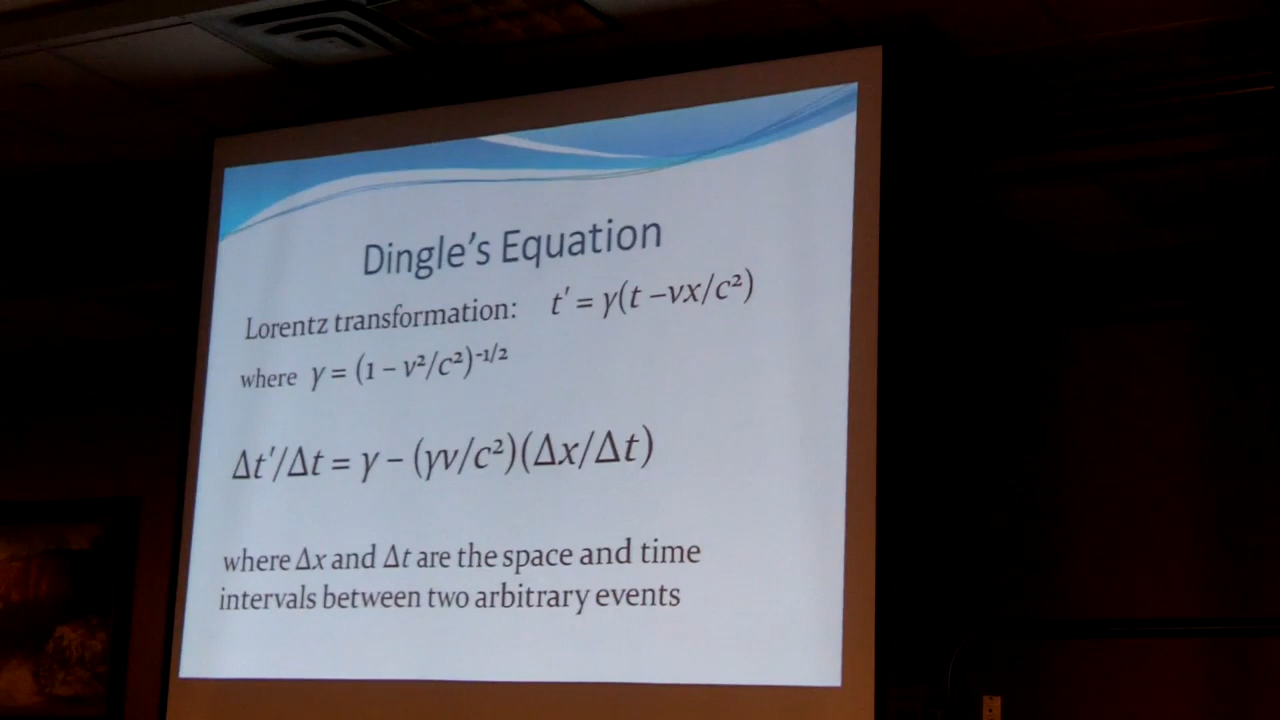 Dingle's Equation
Lorentz transformation: t′ = γ(t –vx/c²)
where γ = (1 – v²/c²)⁻¹/²
Δt′/Δt = γ – (γv/c²)(Δx/Δt)
where Δx and Δt are the space and time
intervals between two arbitrary events